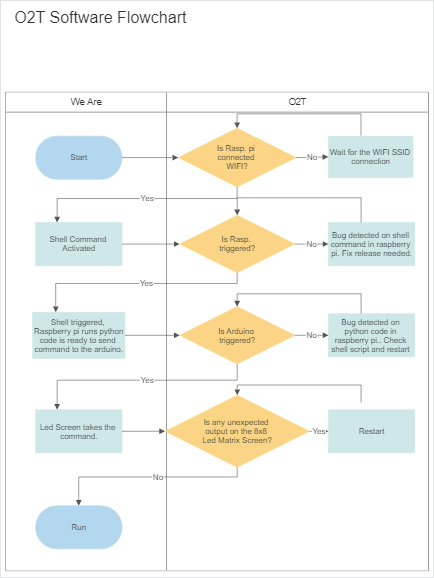 O2T Software Flowchart
We Are
O2T
Start
Is Rasp. pi
connected
WIFI?
No
Wait for the WIFI SSID
connection
Yes
Shell Command
Activated
Is Rasp.
triggered?
No
Bug detected on shell
command in raspberry
pi. Fix release needed.
Yes
Shell triggered,
Raspberry pi runs python
code is ready to send
command to the arduino.
Is Arduino
triggered?
No
Bug detected on
python code in
raspberry pi.. Check
shell script and restart
Yes
Led Screen takes the
command.
Is any unexpected
output on the 8x8
Led Matrix Screen?
Yes
Restart
No
Run